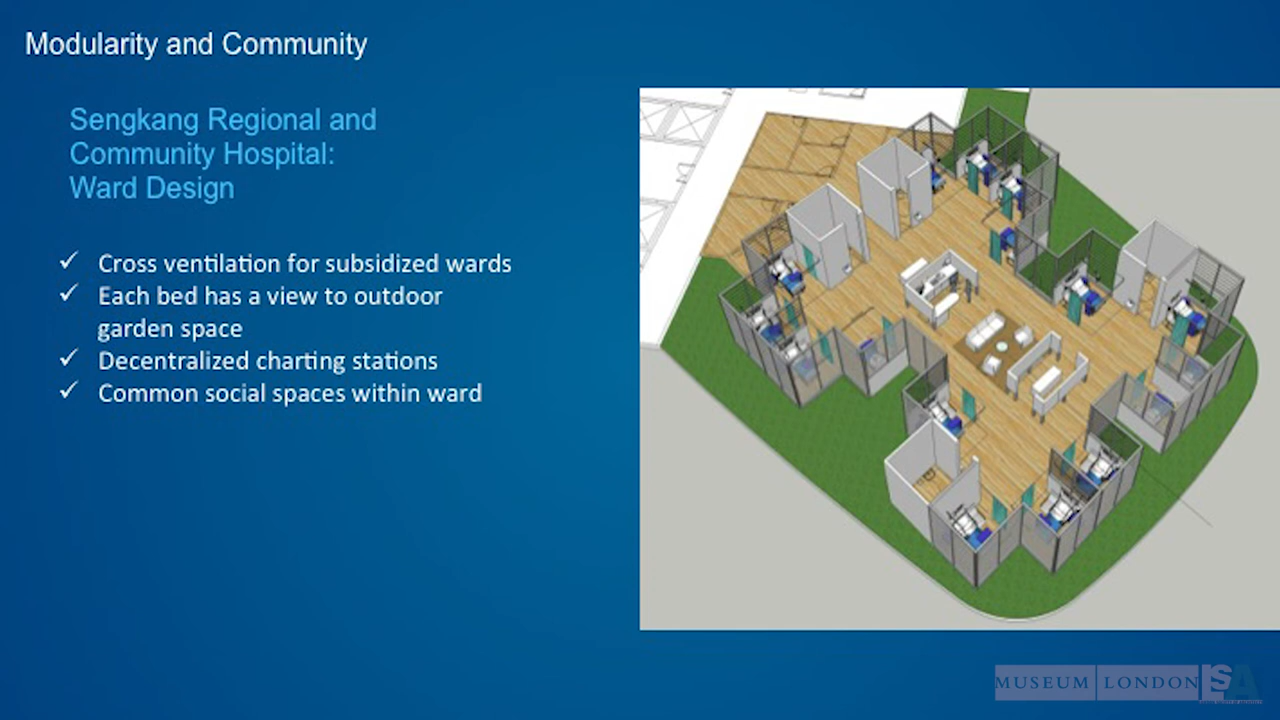 Modularity and Community
Sengkang Regional and
Community Hospital:
Ward Design
✓ Cross ventilation for subsidized wards
✓ Each bed has a view to outdoor
garden space
✓ Decentralized charting stations
✓ Common social spaces within ward
MUSEUM LONDON LSA